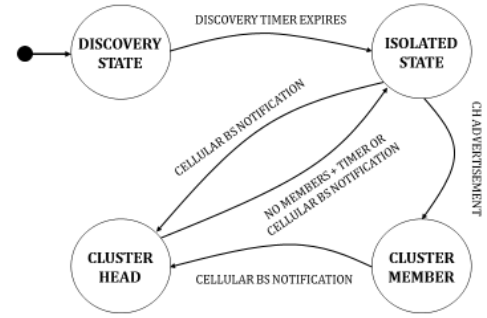 DISCOVERY TIMER EXPIRES
DISCOVERY
STATE
ISOLATED
STATE
CELLULAR BS NOTIFICATION
NO MEMBERS + TIMER OR
CELLULAR BS NOTIFICATION
CH ADVERTISEMENT
CLUSTER
HEAD
CLUSTER
MEMBER
CELLULAR BS NOTIFICATION